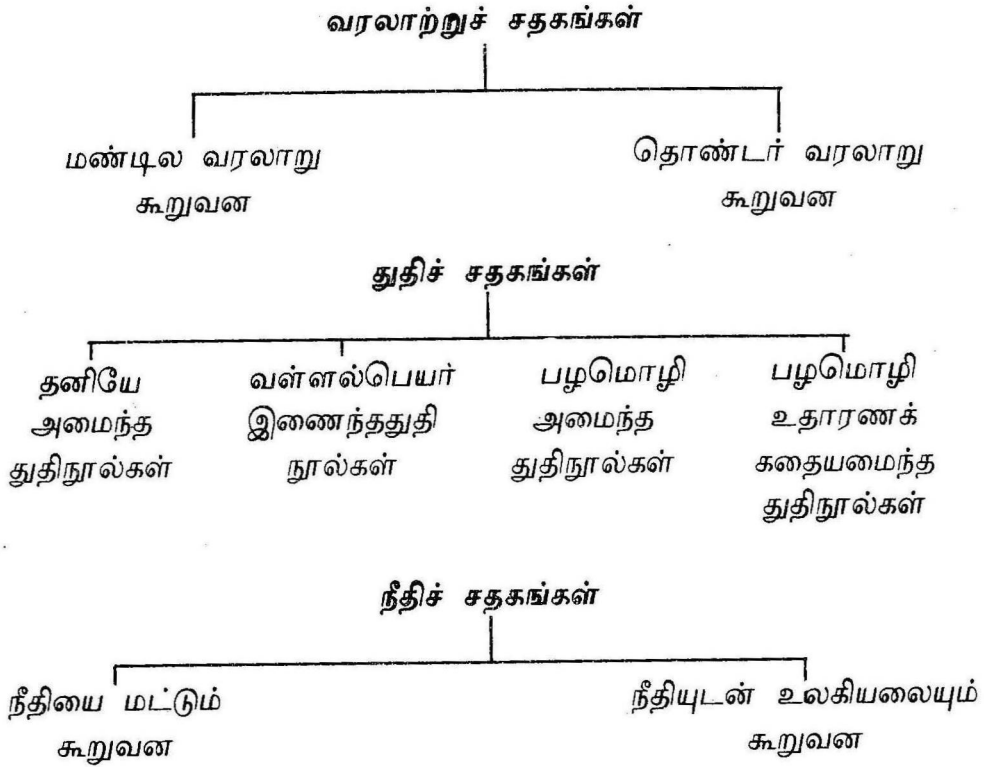 வரலாற்றுச் சதகங்கள்
மண்டில வரலாறு
கூறுவன
தொண்டர் வரலாறு
கூறுவன
துதிச் சதகங்கள்
தனியே
அமைந்த
துதிநூல்கள்
வள்ளல்பெயர்
இணைந்ததுதி
நூல்கள்
பழமொழி
அமைந்த
துதிநூல்கள்
பழமொழி
உதாரணக்
கதையமைந்த
துதிநூல்கள்
நீதிச் சதகங்கள்
நீதியை மட்டும்
கூறுவன
நீதியுடன் உலகியலையும்
கூறுவன